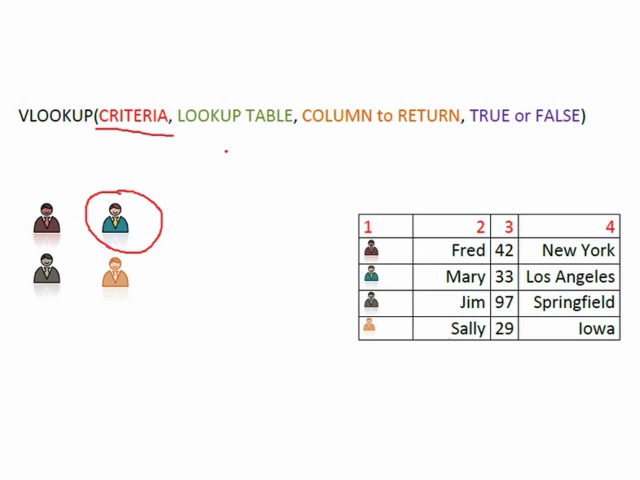 VLOOKUP(CRITERIA, LOOKUP TABLE, COLUMN to RETURN, TRUE or FALSE)
1 2 3 4
Fred 42 New York
Mary 33 Los Angeles
Jim 97 Springfield
Sally 29 Iowa